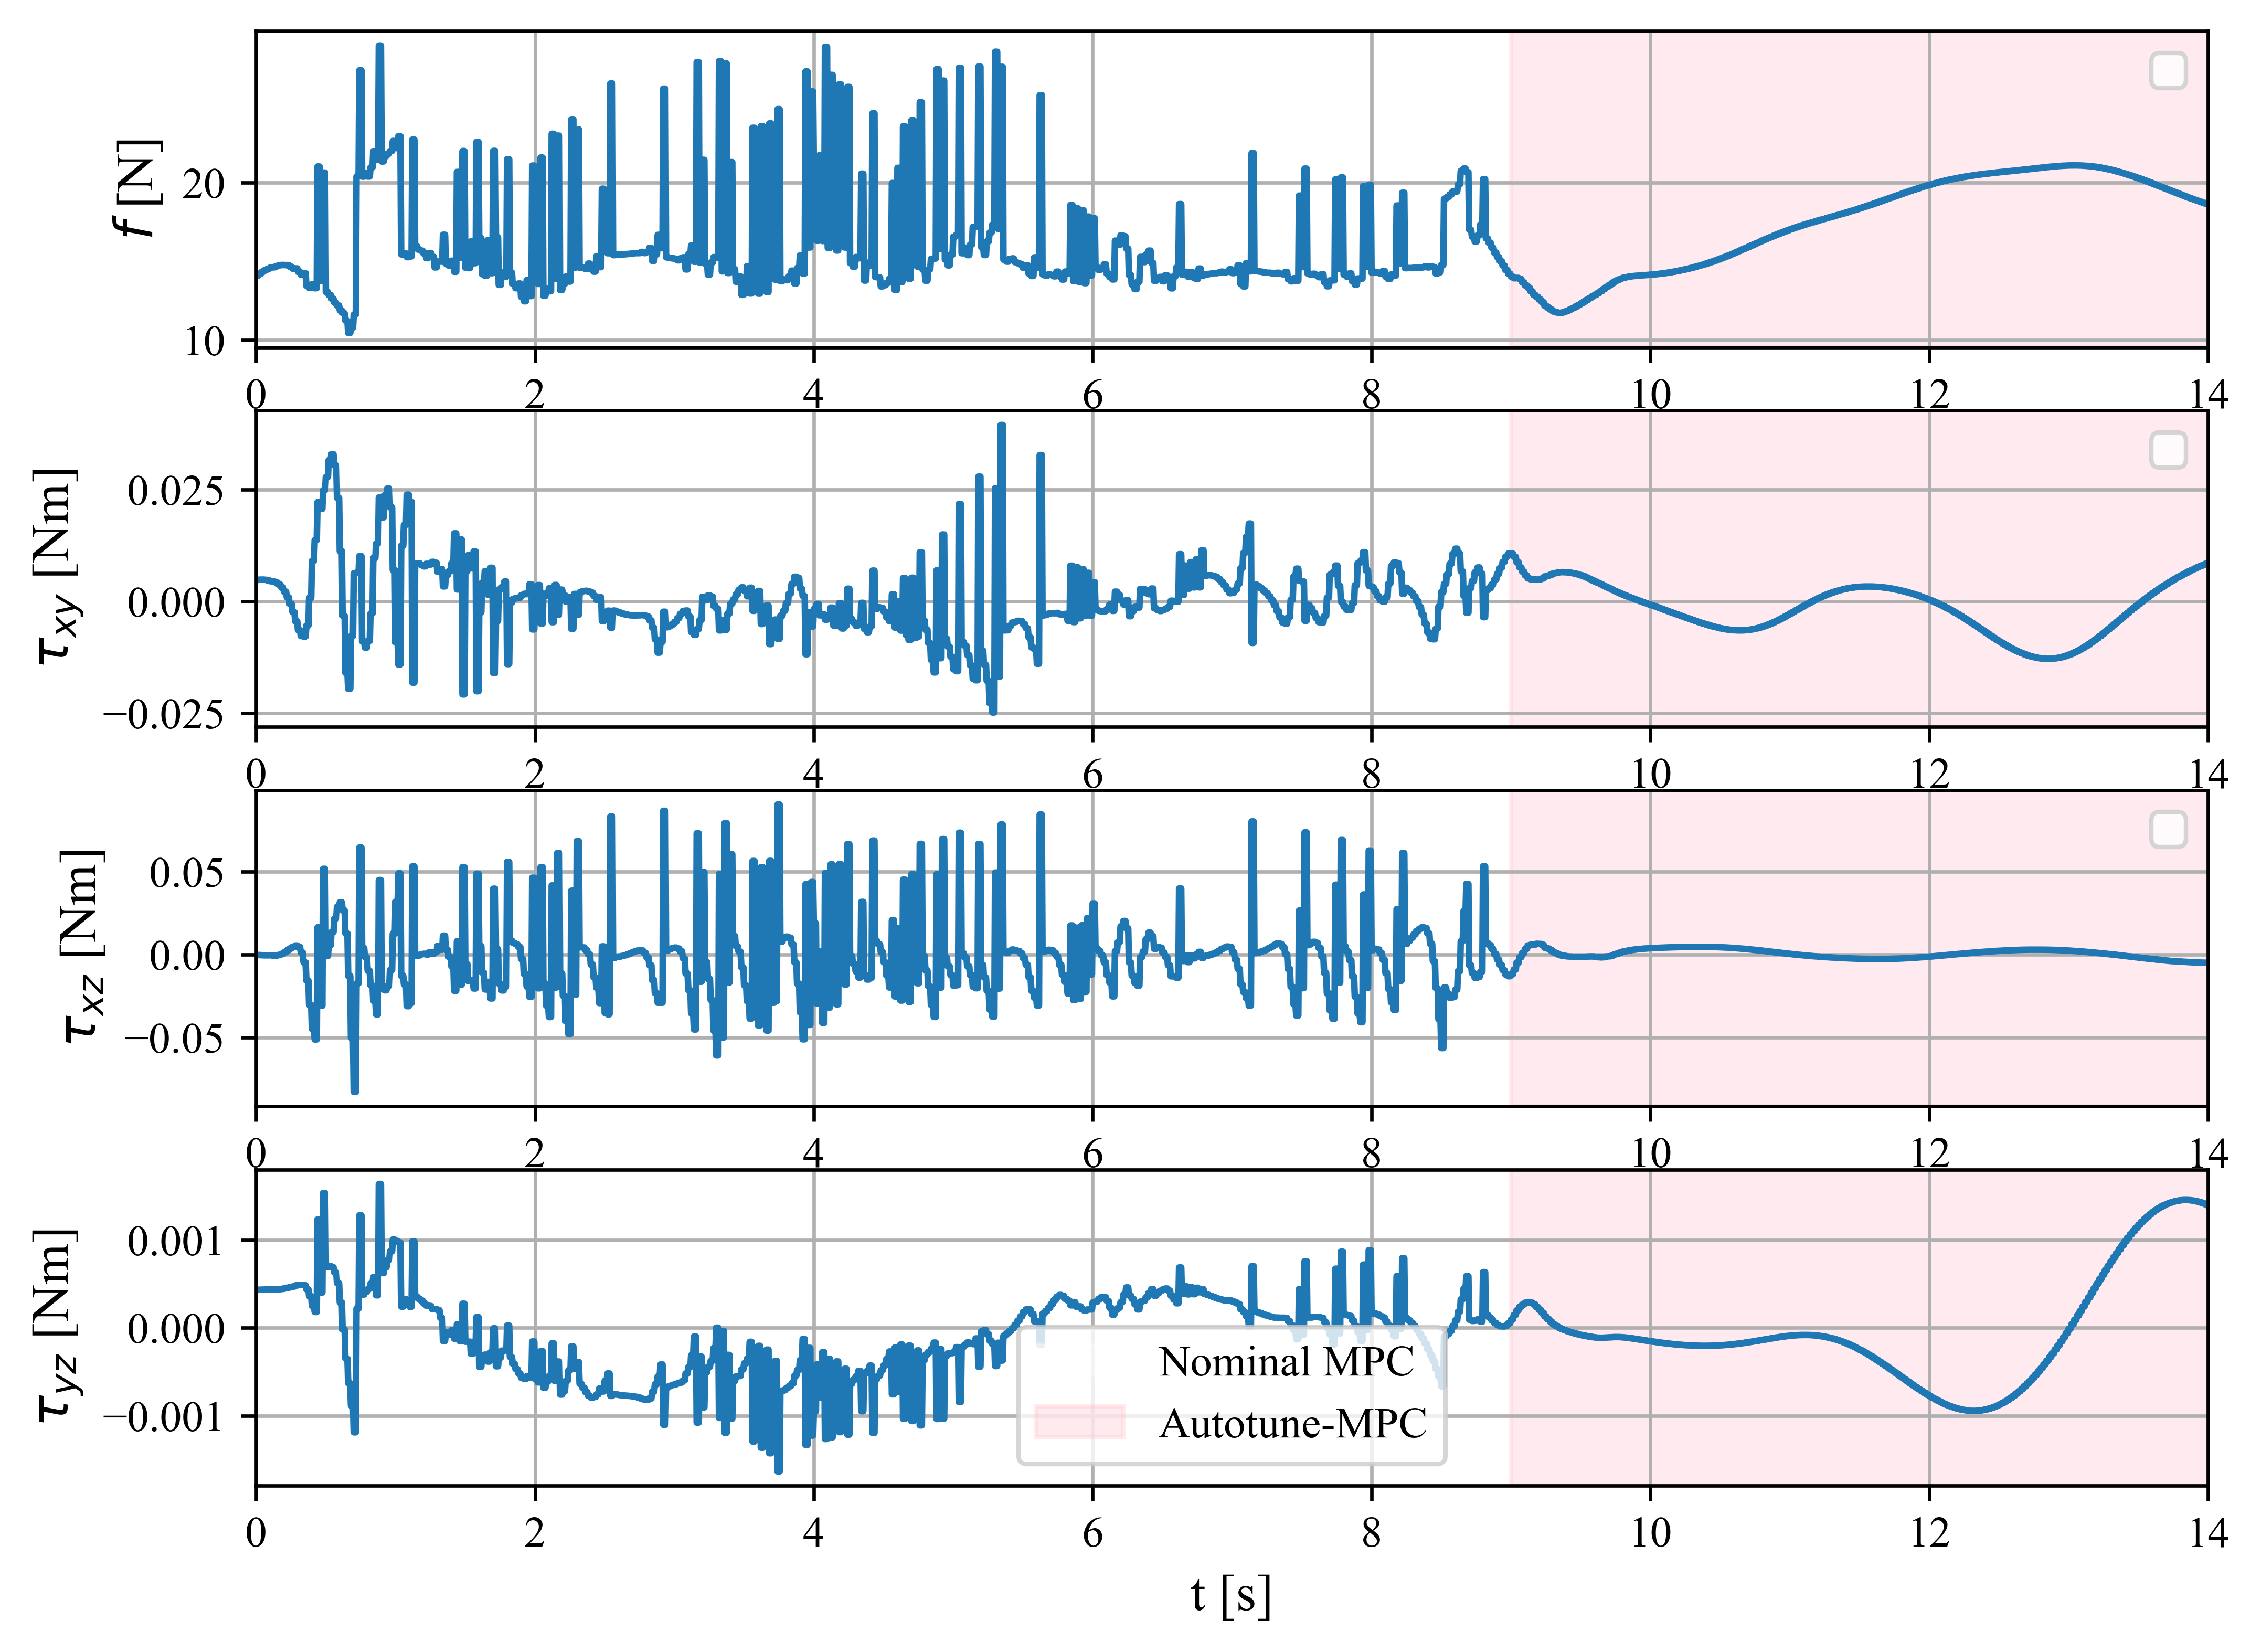 f [N]
20
10
0 2 4 6 8 10 12 14
τxy [Nm]
0.025
0.000
−0.025
0 2 4 6 8 10 12 14
τxz [Nm]
0.05
0.00
−0.05
0 2 4 6 8 10 12 14
τyz [Nm]
0.001
0.000
−0.001
Nominal MPC
Autotune-MPC
0 2 4 6 8 10 12 14
t [s]